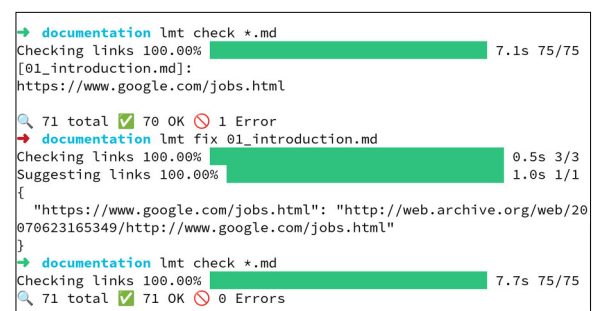 ➜ documentation lmt check *.md
Checking links 100.00% 7.1s 75/75
[01_introduction.md]:
https://www.google.com/jobs.html
🔍 71 total ✅ 70 OK 🚫 1 Error
➜ documentation lmt fix 01_introduction.md
Checking links 100.00% 0.5s 3/3
Suggesting links 100.00% 1.0s 1/1
{
"https://www.google.com/jobs.html": "http://web.archive.org/web/20
070623165349/http://www.google.com/jobs.html"
}
➜ documentation lmt check *.md
Checking links 100.00% 7.7s 75/75
🔍 71 total ✅ 71 OK 🚫 0 Errors